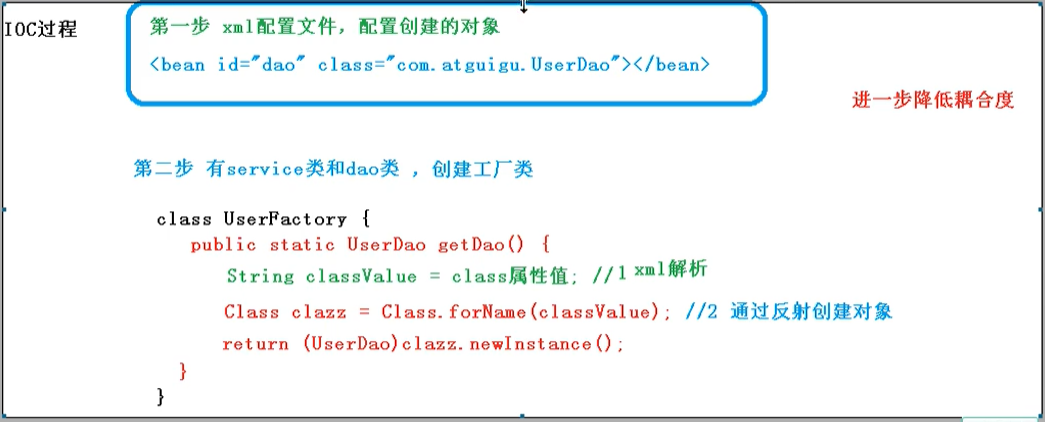 IOC过程
第一步 xml配置文件，配置创建的对象
<bean id="dao" class="com.atguigu.UserDao"></bean>
进一步降低耦合度
第二步 有service类和dao类 ，创建工厂类
class UserFactory {
public static UserDao getDao() {
String classValue = class属性值; //1 xml解析
Class clazz = Class.forName(classValue); //2 通过反射创建对象
return (UserDao)clazz.newInstance();
}
}